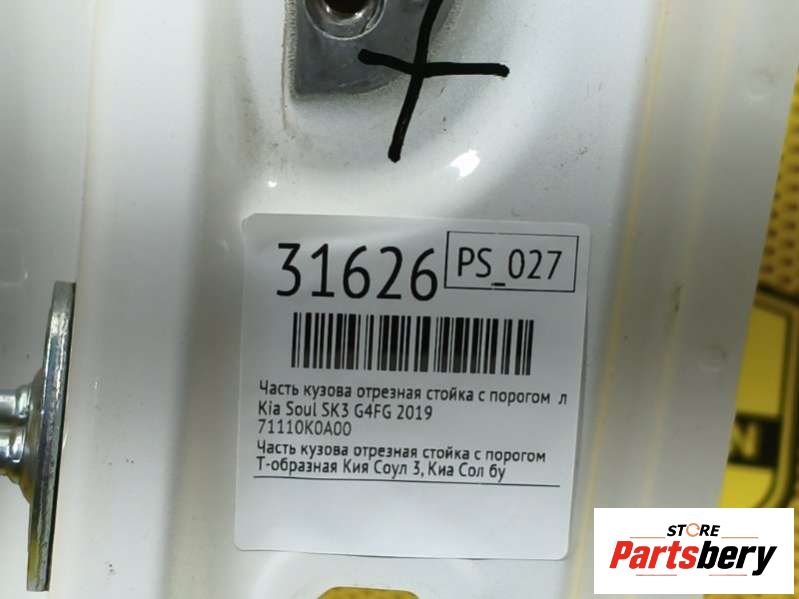 31626
PS_027
Часть кузова отрезная стойка с порогом л
Kia Soul SK3 G4FG 2019
71110K0A00
Часть кузова отрезная стойка с порогом
Т-образная Кия Соул 3, Киа Сол бу
STORE
Partsbery